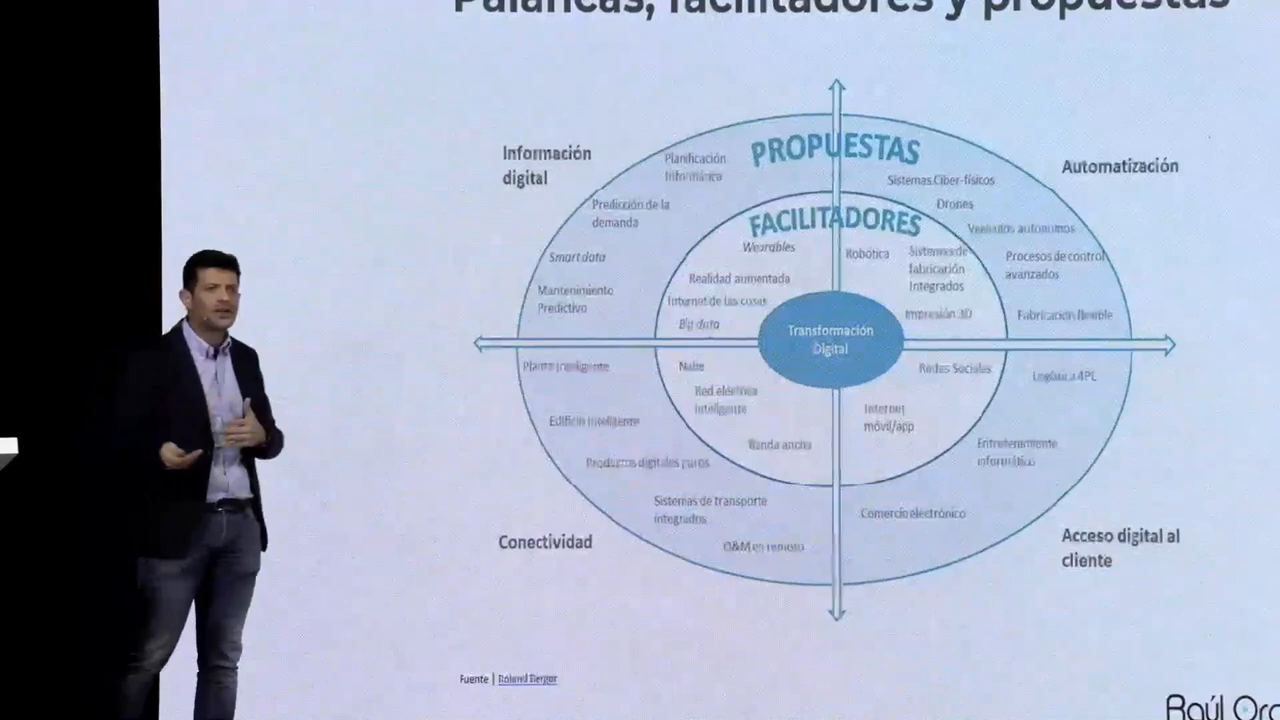 Palancas, facilitadores y propuestas
Información
digital
Automatización
PROPUESTAS
Planificación
Informática
Sistemas Ciber-físicos
Predicción de la
demanda
Drones
Vehículos autónomos
FACILITADORES
Wearables
Robótica
Sistemas de
fabricación
Integrados
Procesos de control
avanzados
Smart data
Realidad aumentada
Mantenimiento
Predictivo
Internet de las cosas
Big data
Impresión 3D
Fabricación flexible
Transformación
Digital
Planta inteligente
Nube
Redes Sociales
Logística 4PL
Red eléctrica
inteligente
Internet
móvil/app
Edificio inteligente
Banda ancha
Entretenimiento
informático
Productos digitales puros
Sistemas de transporte
integrados
Comercio electrónico
O&M en remoto
Conectividad
Acceso digital al
cliente
Fuente | Roland Berger
Raúl